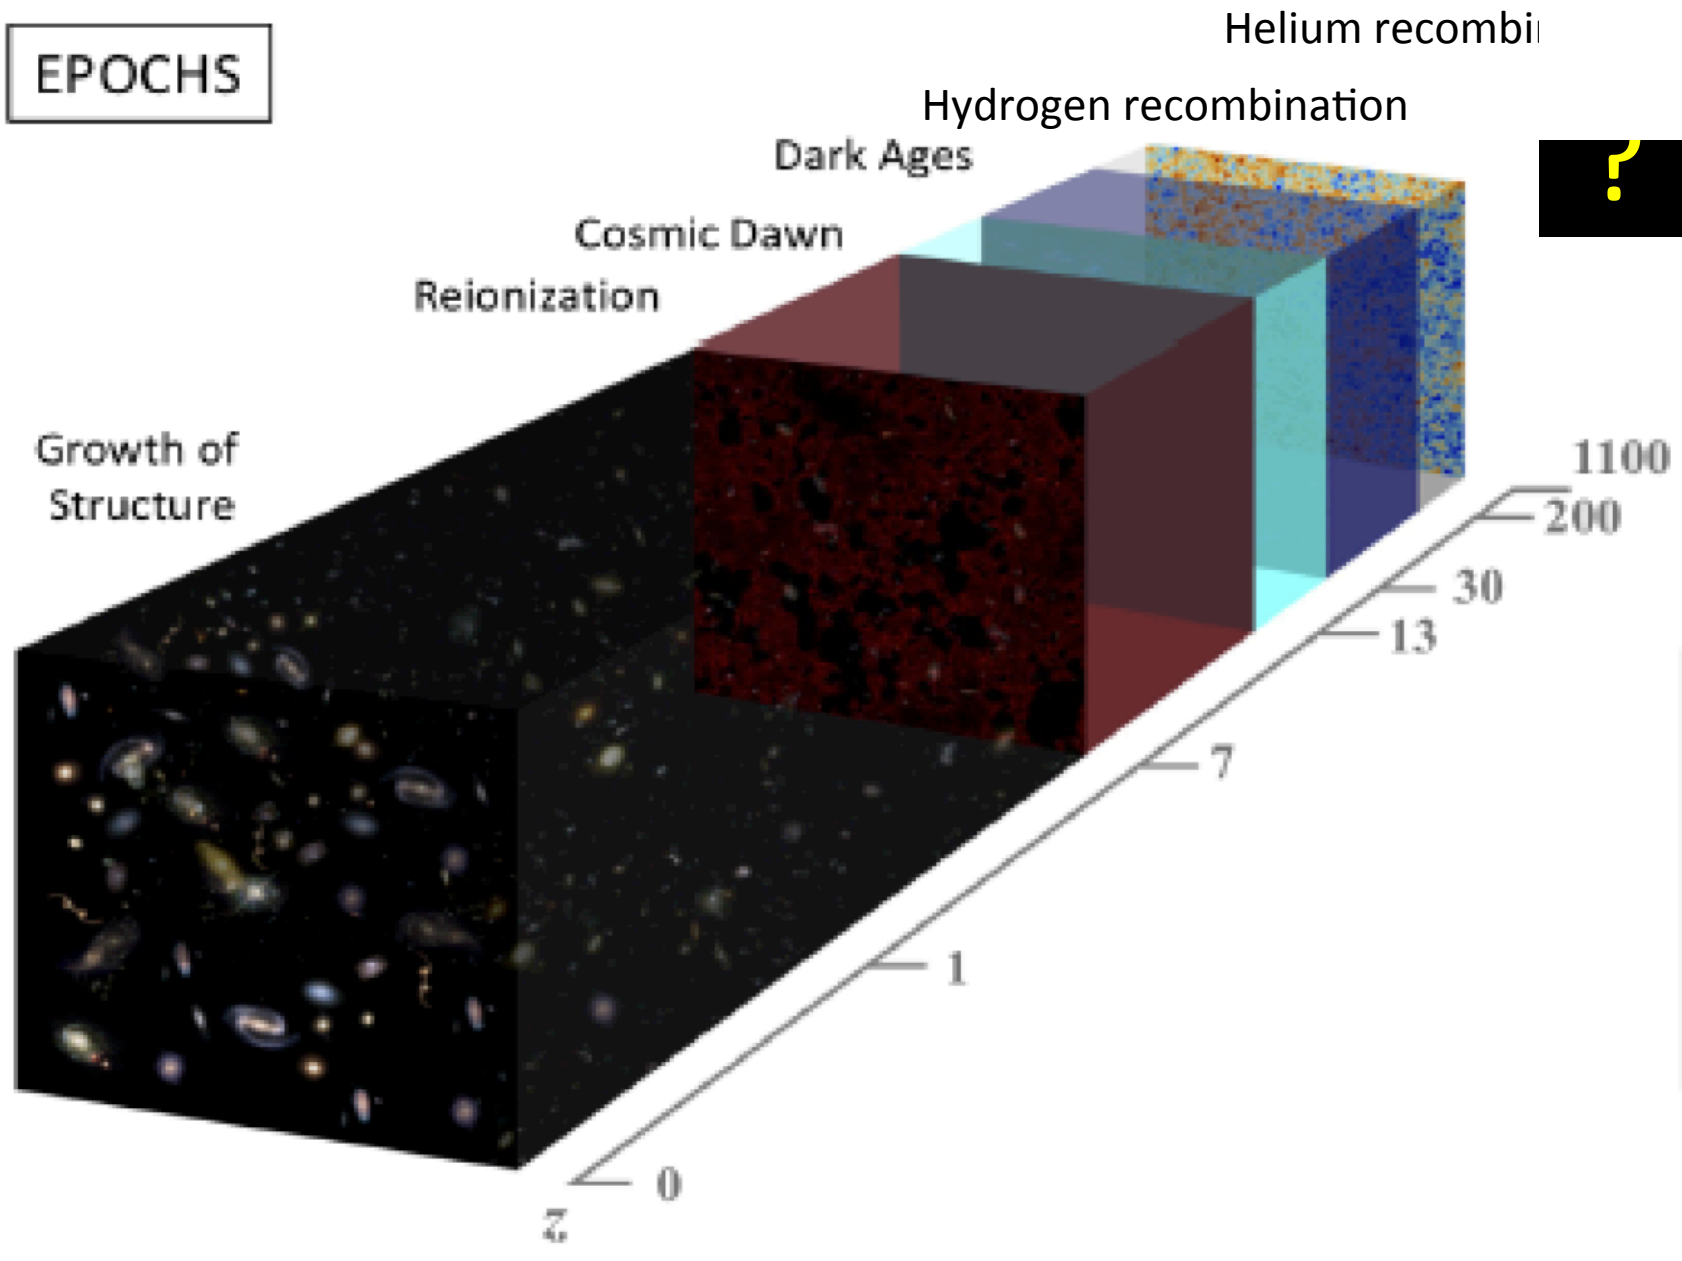 EPOCHS
Helium recombi
Hydrogen recombination
Dark Ages
Cosmic Dawn
Reionization
Growth of
Structure
?
1100
200
30
13
7
1
0
z